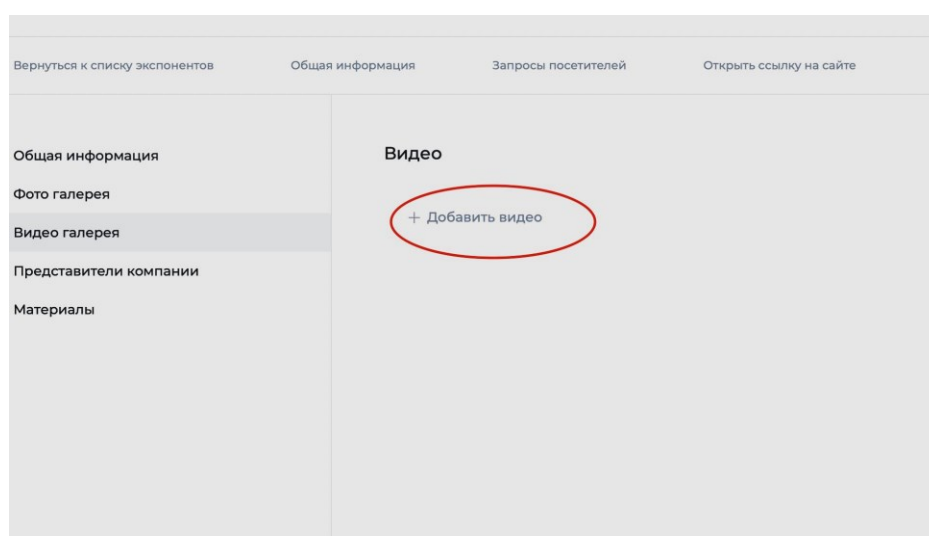 Вернуться к списку экспонентов Общая информация Запросы посетителей Открыть ссылку на сайте
Общая информация
Фото галерея
Видео галерея
Представители компании
Материалы
Видео
+ Добавить видео